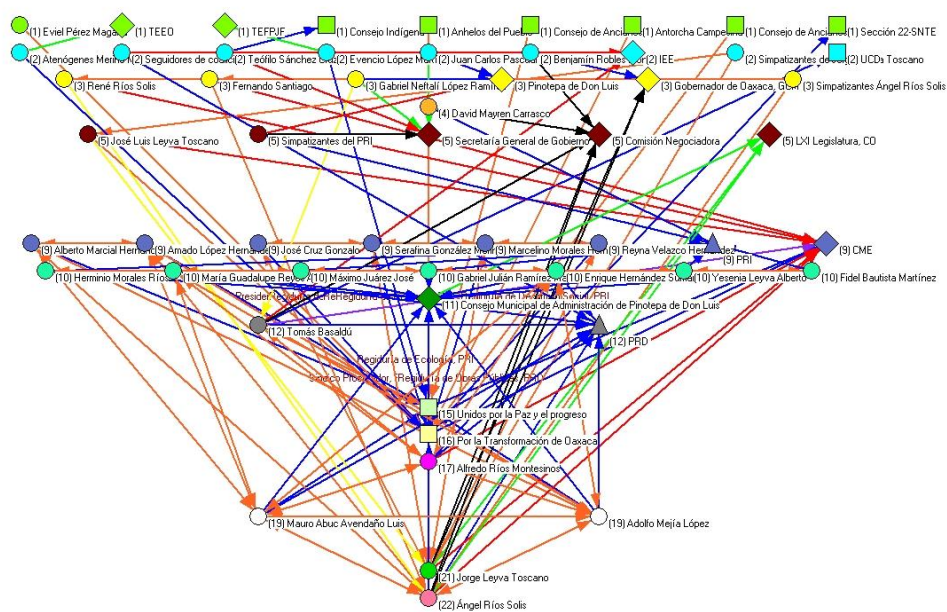 (1) Eviel Pérez Maga
(1) TEEO
(1) TEFPJF
(1) Consejo Indígen
(1) Anhelos del Pueblo
(1) Consejo de Ancian
(1) Antorcha Campesina
(1) Consejo de Ancianos
(1) Sección 22-SNTE
(2) Atenógenes Merino
(2) Seguidores de
(2) Teófilo Sánchez
(2) Evencio López
(2) Juan Carlos Pascual
(2) Benjamín Robles
(2) IEE
(2) Simpatizantes de
(2) UCDs Toscano
(3) René Ríos Solis
(3) Fernando Santiago.
(3) Gabriel Neftalí López Ramír
(3) Pinotepa de Don Luis
(3) Gobernador de Oaxaca,
(3) Simpatizantes Ángel Ríos Solis
(4) David Mayren Carrasco
(5) José Luis Leyva Toscano
(5) Simpatizantes del PRI
(5) Secretaría General de Gobierno
(5) Comisión Negociadora
(5) LXI Legislatura, CO
(9) Alberto Marcial Hernán
(9) Amado López Hernán
(9) José Cruz Gonzalo
(9) Serafina González
(9) Marcelino Morales
(9) Reyna Velazco Hernández
(9) PRI
(9) CME
(10) Herminio Morales Ríos
(10) María Guadalupe Reyes
(10) Máximo Juárez José
(10) Gabriel Julián Ramírez
(10) Enrique Hernández
(10) Yesenia Leyva Alberto
(10) Fidel Bautista Martínez
(11) Consejo Municipal de Administración de Pinotepa de Don Luis
(12) Tomás Basaldú
(12) PRD
Regiduría de Ecología, PRI
(15) Unidos por la Paz y el progreso
(16) Por la Transformación de Oaxaca
(17) Alfredo Ríos Montesinos
(19) Mauro Abuc Avendaño Luis
(19) Adolfo Mejía López
(21) Jorge Leyva Toscano
(22) Ángel Ríos Solis